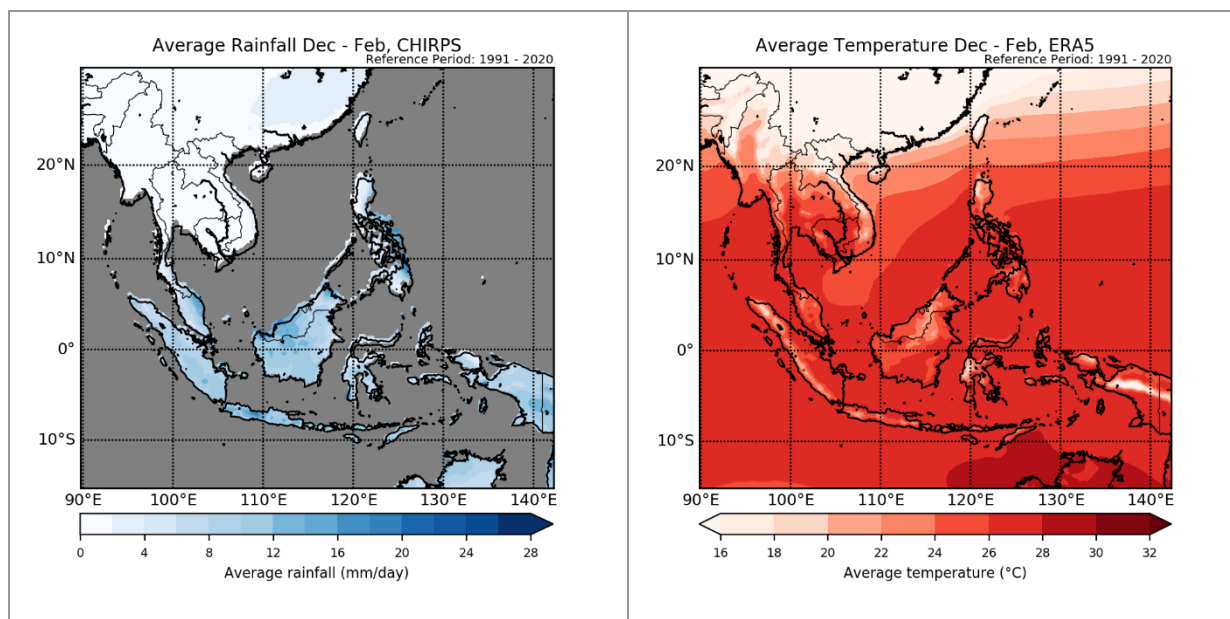 Average Rainfall Dec - Feb, CHIRPS
Reference Period: 1991 - 2020
20°N
10°N
0°
10°S
90°E 100°E 110°E 120°E 130°E 140°E
0 4 8 12 16 20 24 28
Average rainfall (mm/day)
Average Temperature Dec - Feb, ERA5
Reference Period: 1991 - 2020
20°N
10°N
0°
10°S
90°E 100°E 110°E 120°E 130°E 140°E
16 18 20 22 24 26 28 30 32
Average temperature (°C)